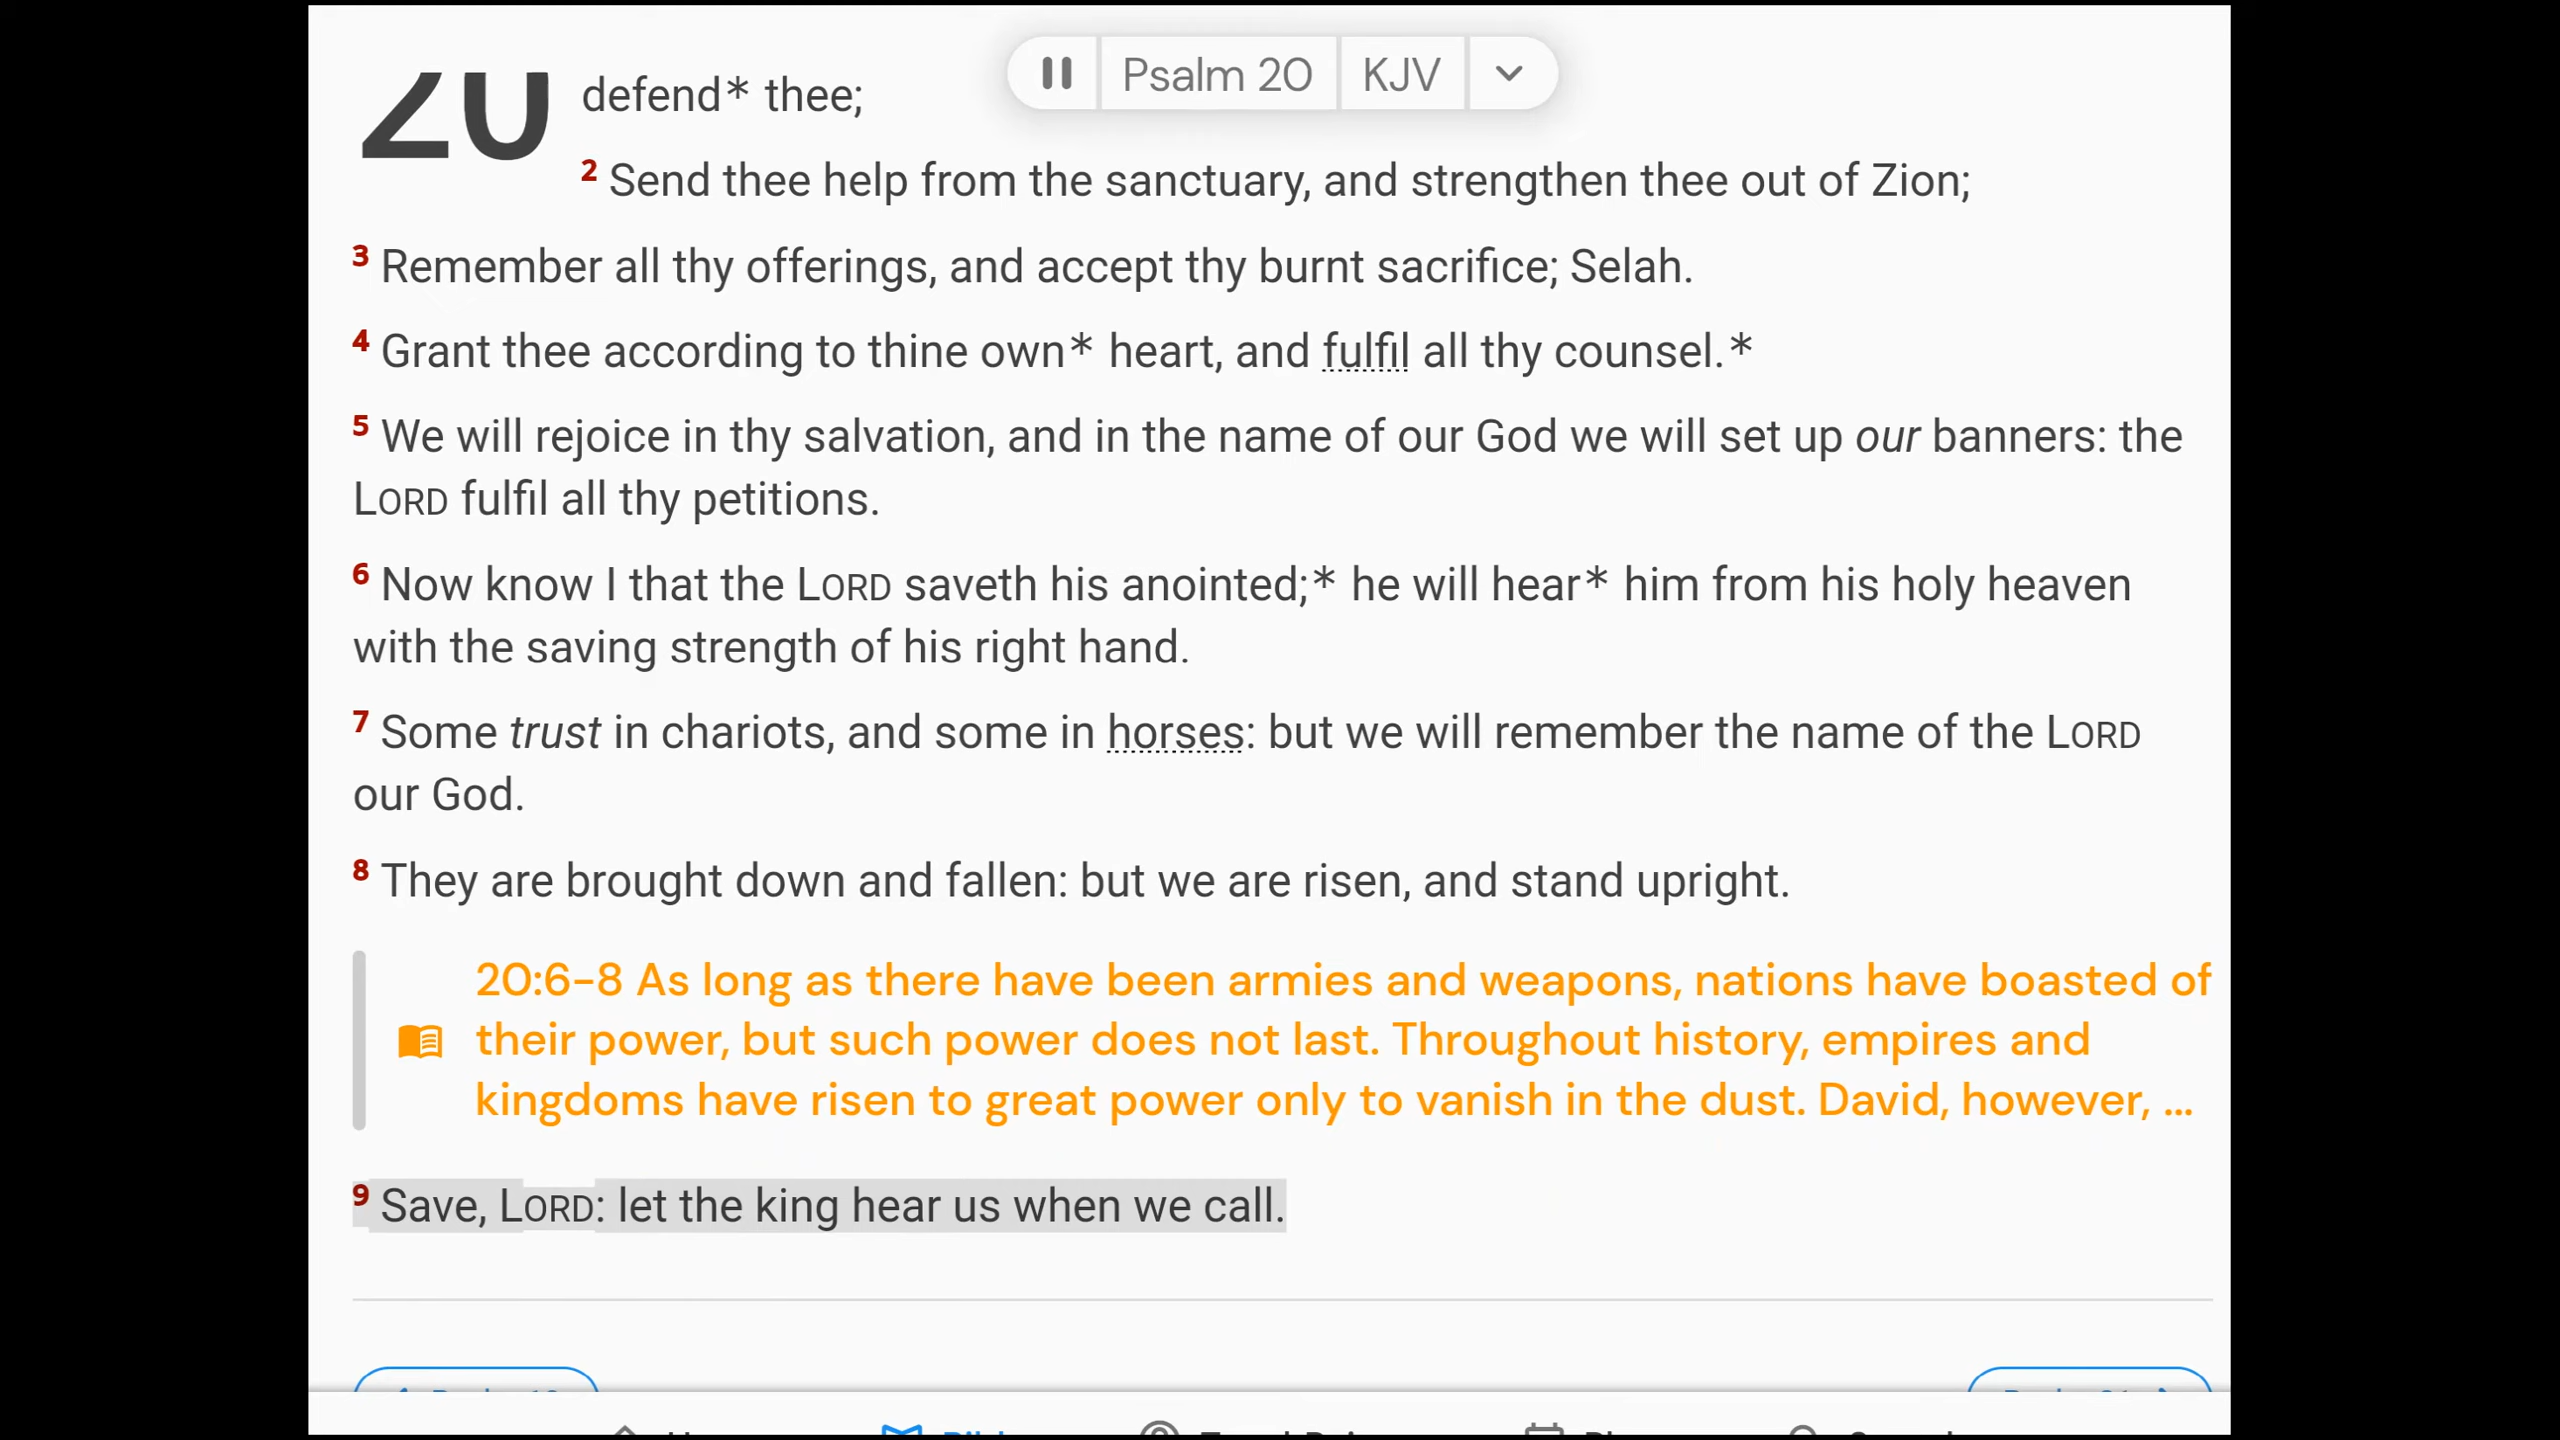 Psalm 20 KJV
20 defend* thee;
2 Send thee help from the sanctuary, and strengthen thee out of Zion;
3 Remember all thy offerings, and accept thy burnt sacrifice; Selah.
4 Grant thee according to thine own* heart, and fulfil all thy counsel.*
5 We will rejoice in thy salvation, and in the name of our God we will set up our banners: the
LORD fulfil all thy petitions.
6 Now know I that the LORD saveth his anointed;* he will hear* him from his holy heaven
with the saving strength of his right hand.
7 Some trust in chariots, and some in horses: but we will remember the name of the LORD
our God.
8 They are brought down and fallen: but we are risen, and stand upright.
20:6-8 As long as there have been armies and weapons, nations have boasted of
their power, but such power does not last. Throughout history, empires and
kingdoms have risen to great power only to vanish in the dust. David, however, ...
9 Save, LORD: let the king hear us when we call.